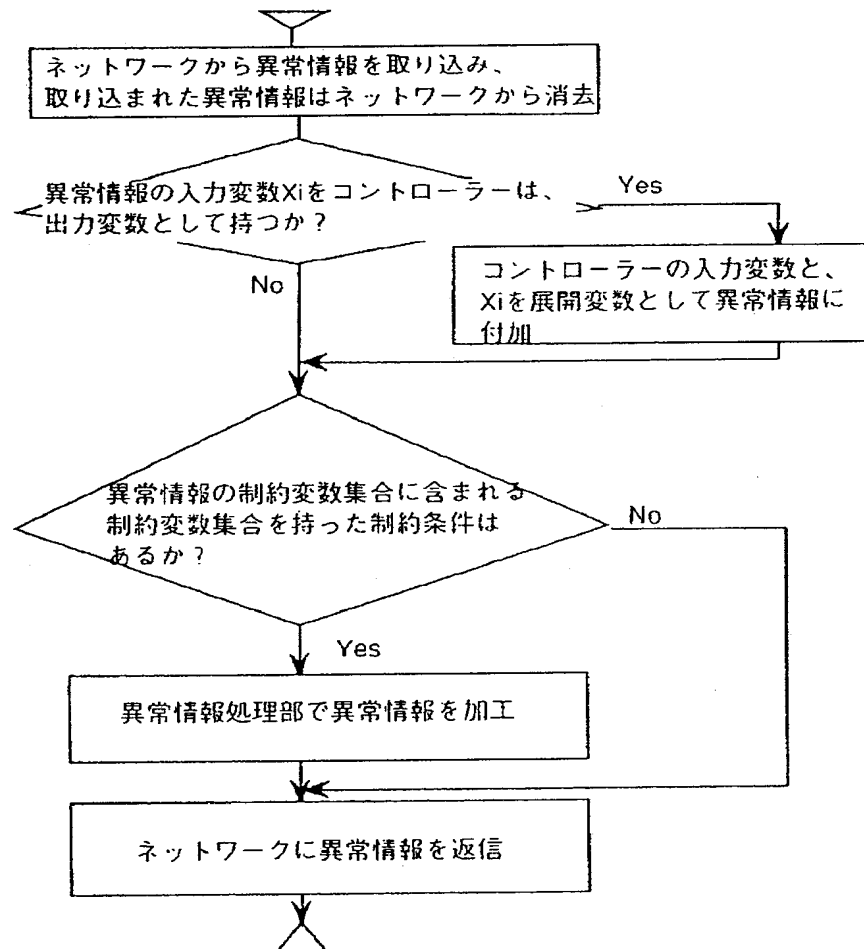 ネットワークから異常情報を取り込み、
取り込まれた異常情報はネットワークから消去
異常情報の入力変数Xiをコントローラーは、
出力変数として持つか？
Yes
No
コントローラーの入力変数と、
Xiを展開変数として異常情報に
付加
異常情報の制約変数集合に含まれる
制約変数集合を持った制約条件は
あるか？
No
Yes
異常情報処理部で異常情報を加工
ネットワークに異常情報を返信